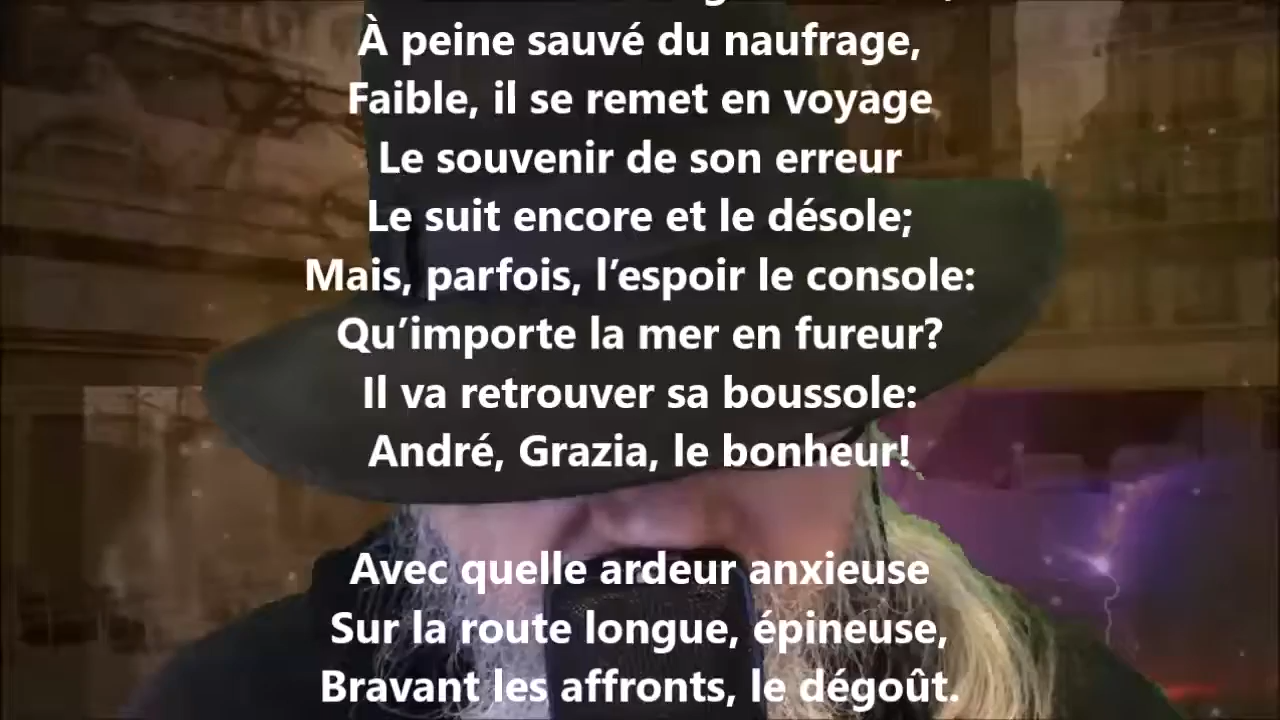 À peine sauvé du naufrage,
Faible, il se remet en voyage
Le souvenir de son erreur
Le suit encore et le désole;
Mais, parfois, l’espoir le console:
Qu’importe la mer en fureur?
Il va retrouver sa boussole:
André, Grazia, le bonheur!
Avec quelle ardeur anxieuse
Sur la route longue, épineuse,
Bravant les affronts, le dégoût.